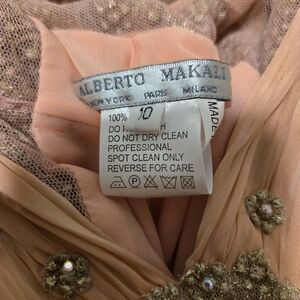 ALBERTO MAKALI
NEW YORK PARIS MILANO
10
100%
DO
DO NOT DRY CLEAN
PROFESSIONAL
SPOT CLEAN ONLY
REVERSE FOR CARE
MADE